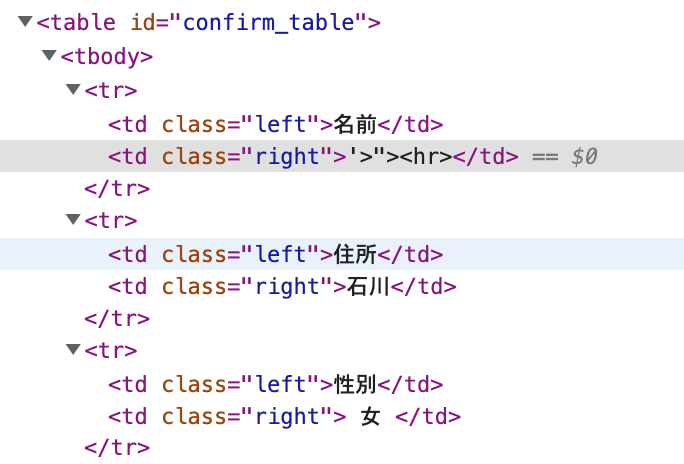 ▼<table id="confirm_table">
▼<tbody>
▼<tr>
<td class="left">名前</td>
<td class="right">'>"><hr></td> == $0
</tr>
▼<tr>
<td class="left">住所</td>
<td class="right">石川</td>
</tr>
▼<tr>
<td class="left">性別</td>
<td class="right"> 女 </td>
</tr>